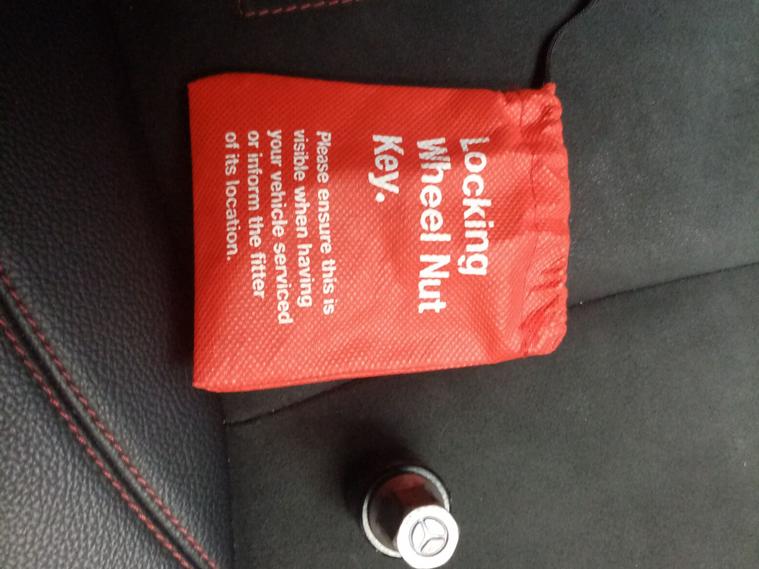 Locking
Wheel Nut
Key.
Please ensure this is
visible when having
your vehicle serviced
or inform the fitter
of its location.